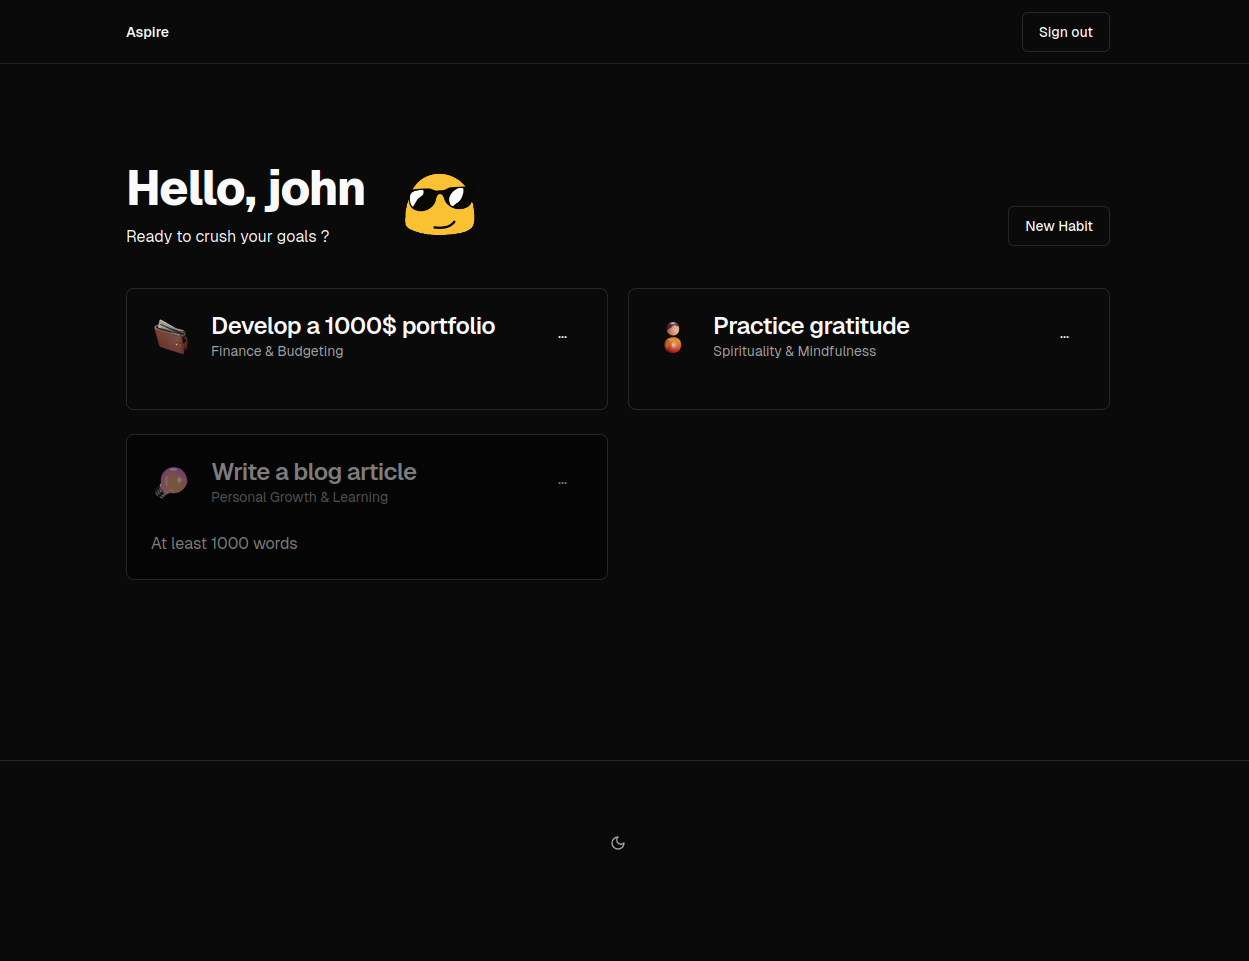 Aspire
Sign out
Hello, john
Ready to crush your goals ?
New Habit
Develop a 1000$ portfolio
...
Finance & Budgeting
Practice gratitude
...
Spirituality & Mindfulness
Write a blog article
...
Personal Growth & Learning
At least 1000 words